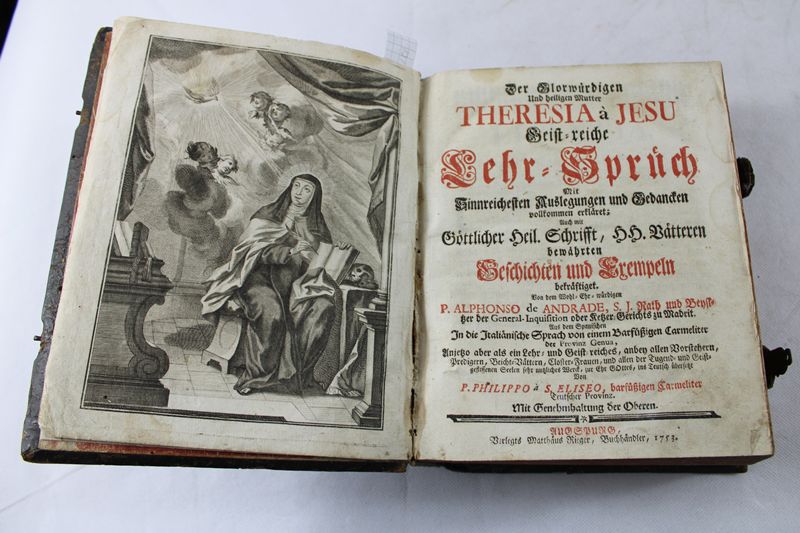 Der Glorwürdigen
Und heiligen Mutter
THERESIA à JESU
Geist-reiche
Lehr-Sprüch
Mit
Sinnreichesten Auslegungen und Gedancken
vollkommen erkläret;
Auch mit
Göttlicher Heil. Schrifft, HH. Vätteren
bewährten
Geschichten und Exempeln
bekräftiget.
Von dem Wohl-Ehr-würdigen
P. ALPHONSO de ANDRADE, S. J. Rath und Beysit-
tzer der General-Inquisition oder Ketzer-Gerichts zu Madrit.
Aus dem Spanischen
In die Italiänische Sprach von einem Barfüßigen Carmeliter
der Provinz Genua,
Anjetzo aber als ein Lehr- und Geist-reiches, anbey allen Vorstehern,
Predigern, Beicht-Vättern, Closter-Frauen, und allen der Tugend- und Geist-
geflissenen Seelen sehr nutzliches Werck, zur Ehr GOttes, ins Teutsch übersetzt
Von
P. PHILIPPO à S. ELISEO, barfüßigen Carmeliter
Teutscher Provinz.
Mit Genehmhaltung der Oberen.
AUGSPURG,
Verlegts Matthäus Rieger, Buchhändler, 1753.